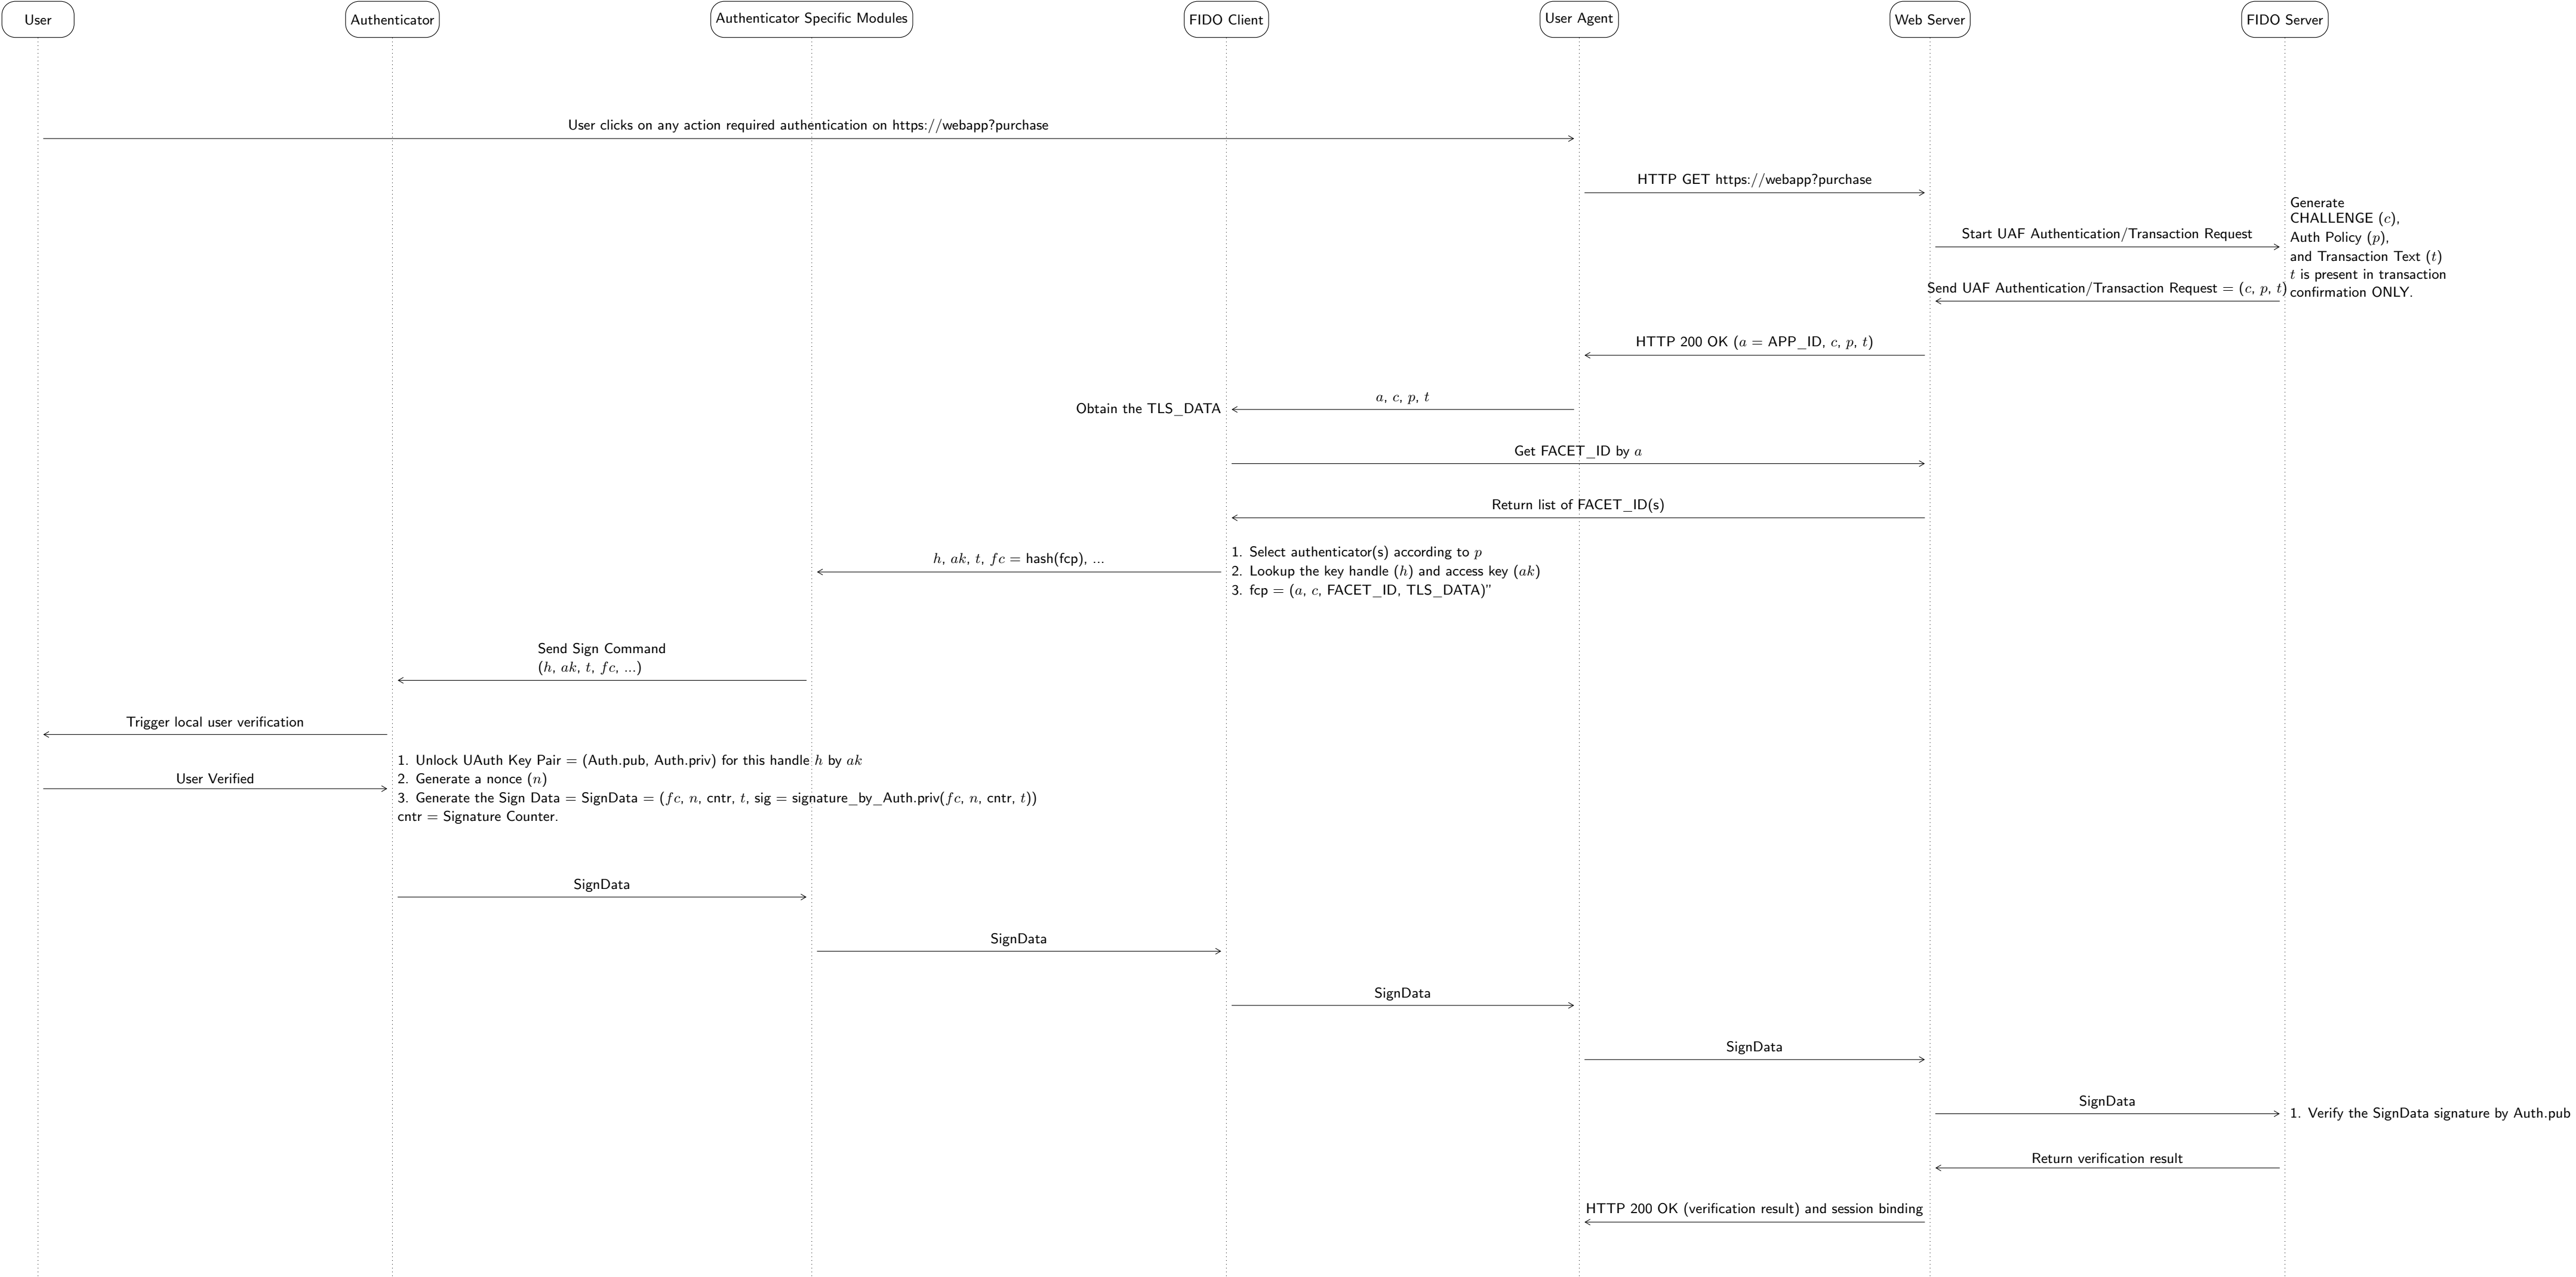 User
Authenticator
Authenticator Specific Modules
FIDO Client
User Agent
Web Server
FIDO Server
User clicks on any action required authentication on https://webapp?purchase
HTTP GET https://webapp?purchase
Start UAF Authentication/Transaction Request
Generate
CHALLENGE (c),
Auth Policy (p),
and Transaction Text (t)
t is present in transaction
confirmation ONLY.
Send UAF Authentication/Transaction Request = (c, p, t)
HTTP 200 OK (a = APP_ID, c, p, t)
a, c, p, t
Obtain the TLS_DATA
Get FACET_ID by a
Return list of FACET_ID(s)
h, ak, t, fc = hash(fcp), ...
1. Select authenticator(s) according to p
2. Lookup the key handle (h) and access key (ak)
3. fcp = (a, c, FACET_ID, TLS_DATA)”
Send Sign Command
(h, ak, t, fc, ...)
Trigger local user verification
User Verified
1. Unlock UAuth Key Pair = (Auth.pub, Auth.priv) for this handle h by ak
2. Generate a nonce (n)
3. Generate the Sign Data = SignData = (fc, n, cntr, t, sig = signature_by_Auth.priv(fc, n, cntr, t))
cntr = Signature Counter.
SignData
SignData
SignData
SignData
SignData
1. Verify the SignData signature by Auth.pub
Return verification result
HTTP 200 OK (verification result) and session binding